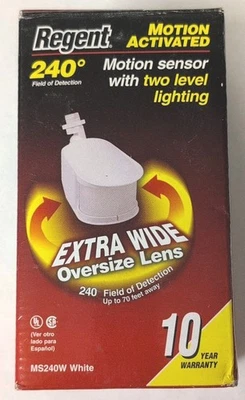 Regent
MOTION
ACTIVATED
240°
Field of Detection
Motion sensor
with two level
lighting
EXTRA WIDE
Oversize Lens
240 Field of Detection
Up to 70 feet away
(Ver otro
lado para
Español)
10
YEAR
WARRANTY
MS240W White